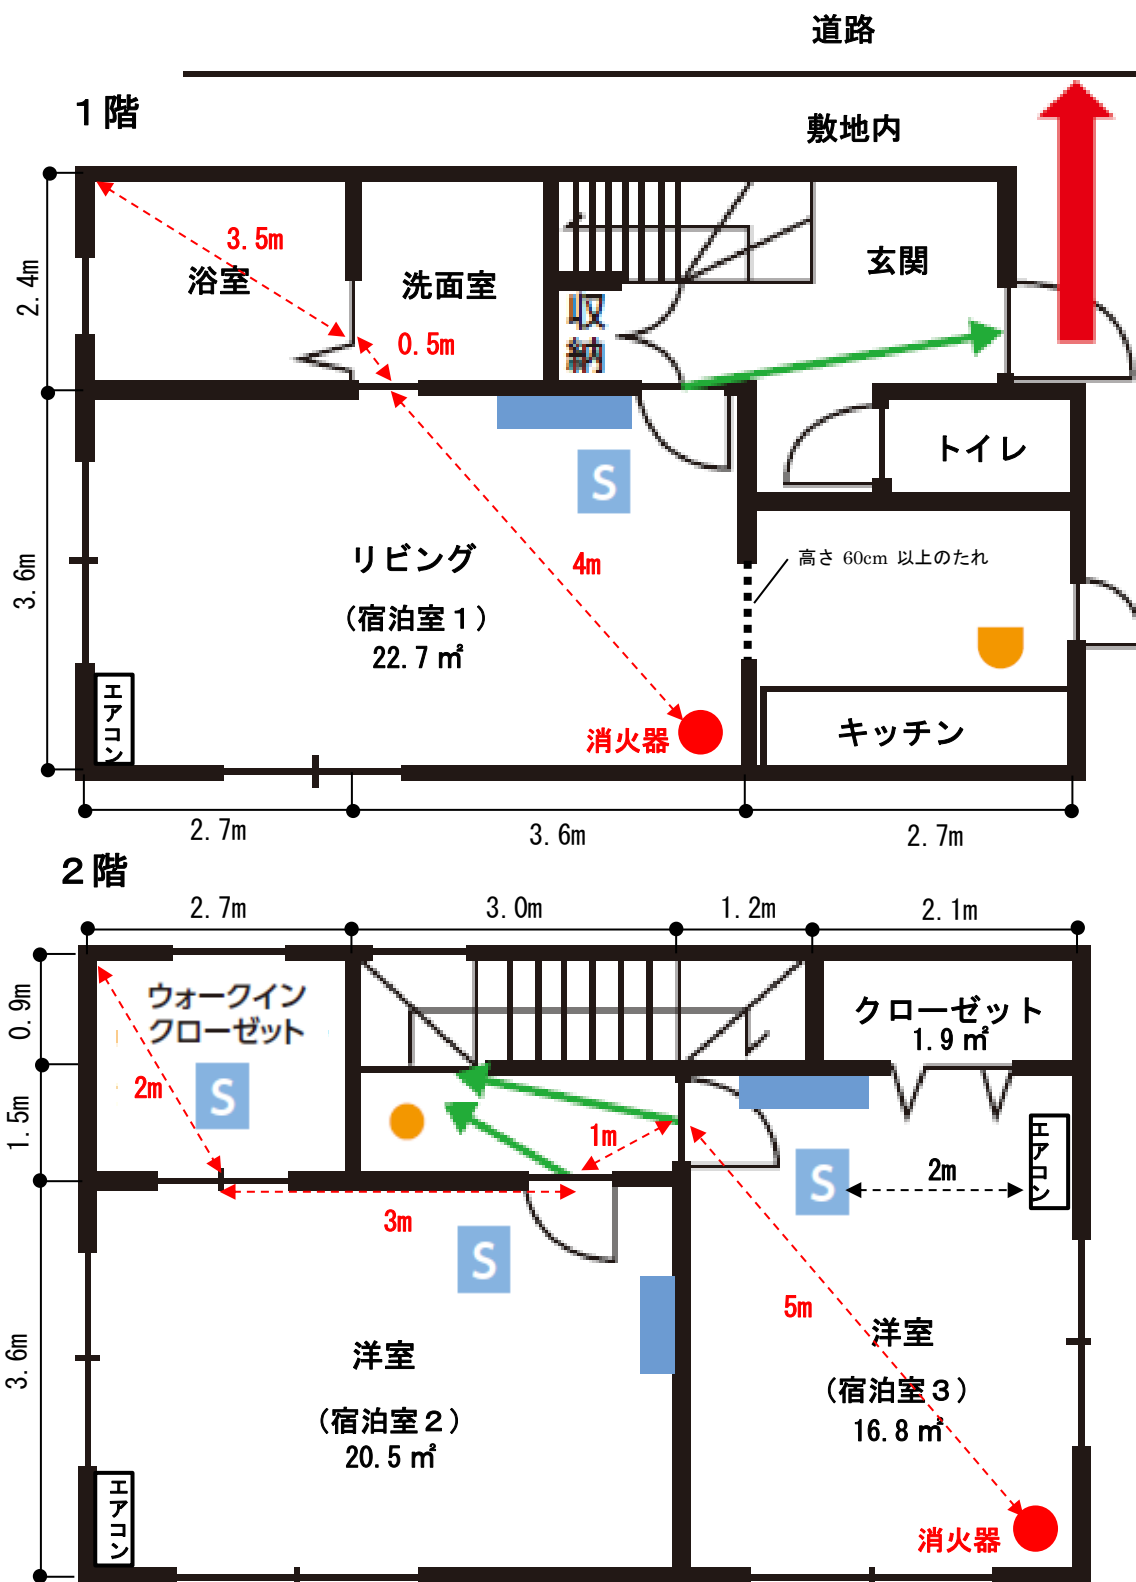 道路
1階
敷地内
2.4m
3.5m
浴室
洗面室
0.5m
収納
玄関
トイレ
S
3.6m
リビング
4m
高さ 60cm 以上のたれ
(宿泊室1)
22.7㎡
エアコン
消火器
キッチン
2.7m
3.6m
2.7m
2階
2.7m
3.0m
1.2m
2.1m
0.9m
ウォークイン
クローゼット
クローゼット
1.9㎡
1.5m
2m
S
1m
エアコン
S
2m
3m
S
3.6m
5m
洋室
洋室
(宿泊室2)
20.5㎡
(宿泊室3)
16.8㎡
エアコン
消火器